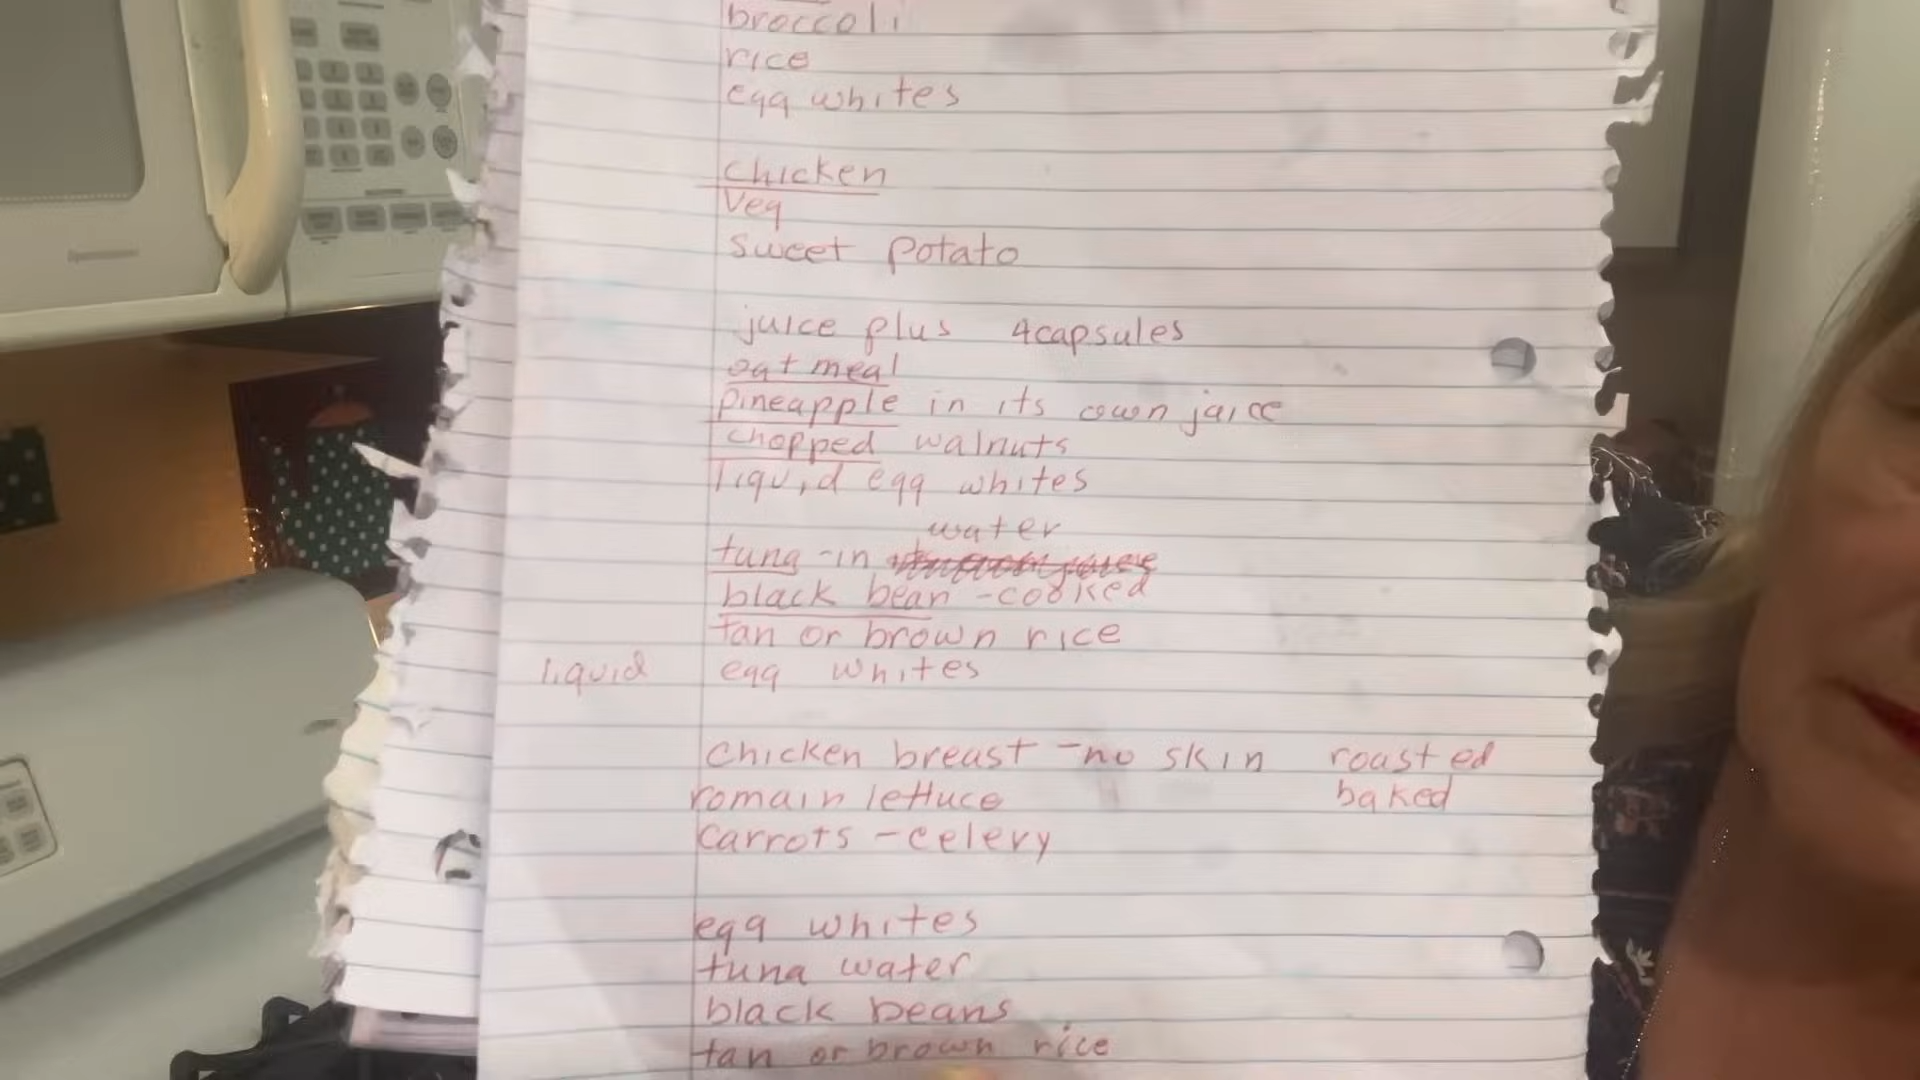 broccoli
rice
egg whites
chicken
Veg
sweet potato
juice plus 4capsules
oatmeal
pineapple in its own juice
chopped walnuts
liquid egg whites
water
tuna - in
black bean - cooked
tan or brown rice
liquid egg whites
Chicken breast - no skin roasted
romain lettuce baked
carrots - celery
egg whites
tuna water
black beans
tan or brown rice